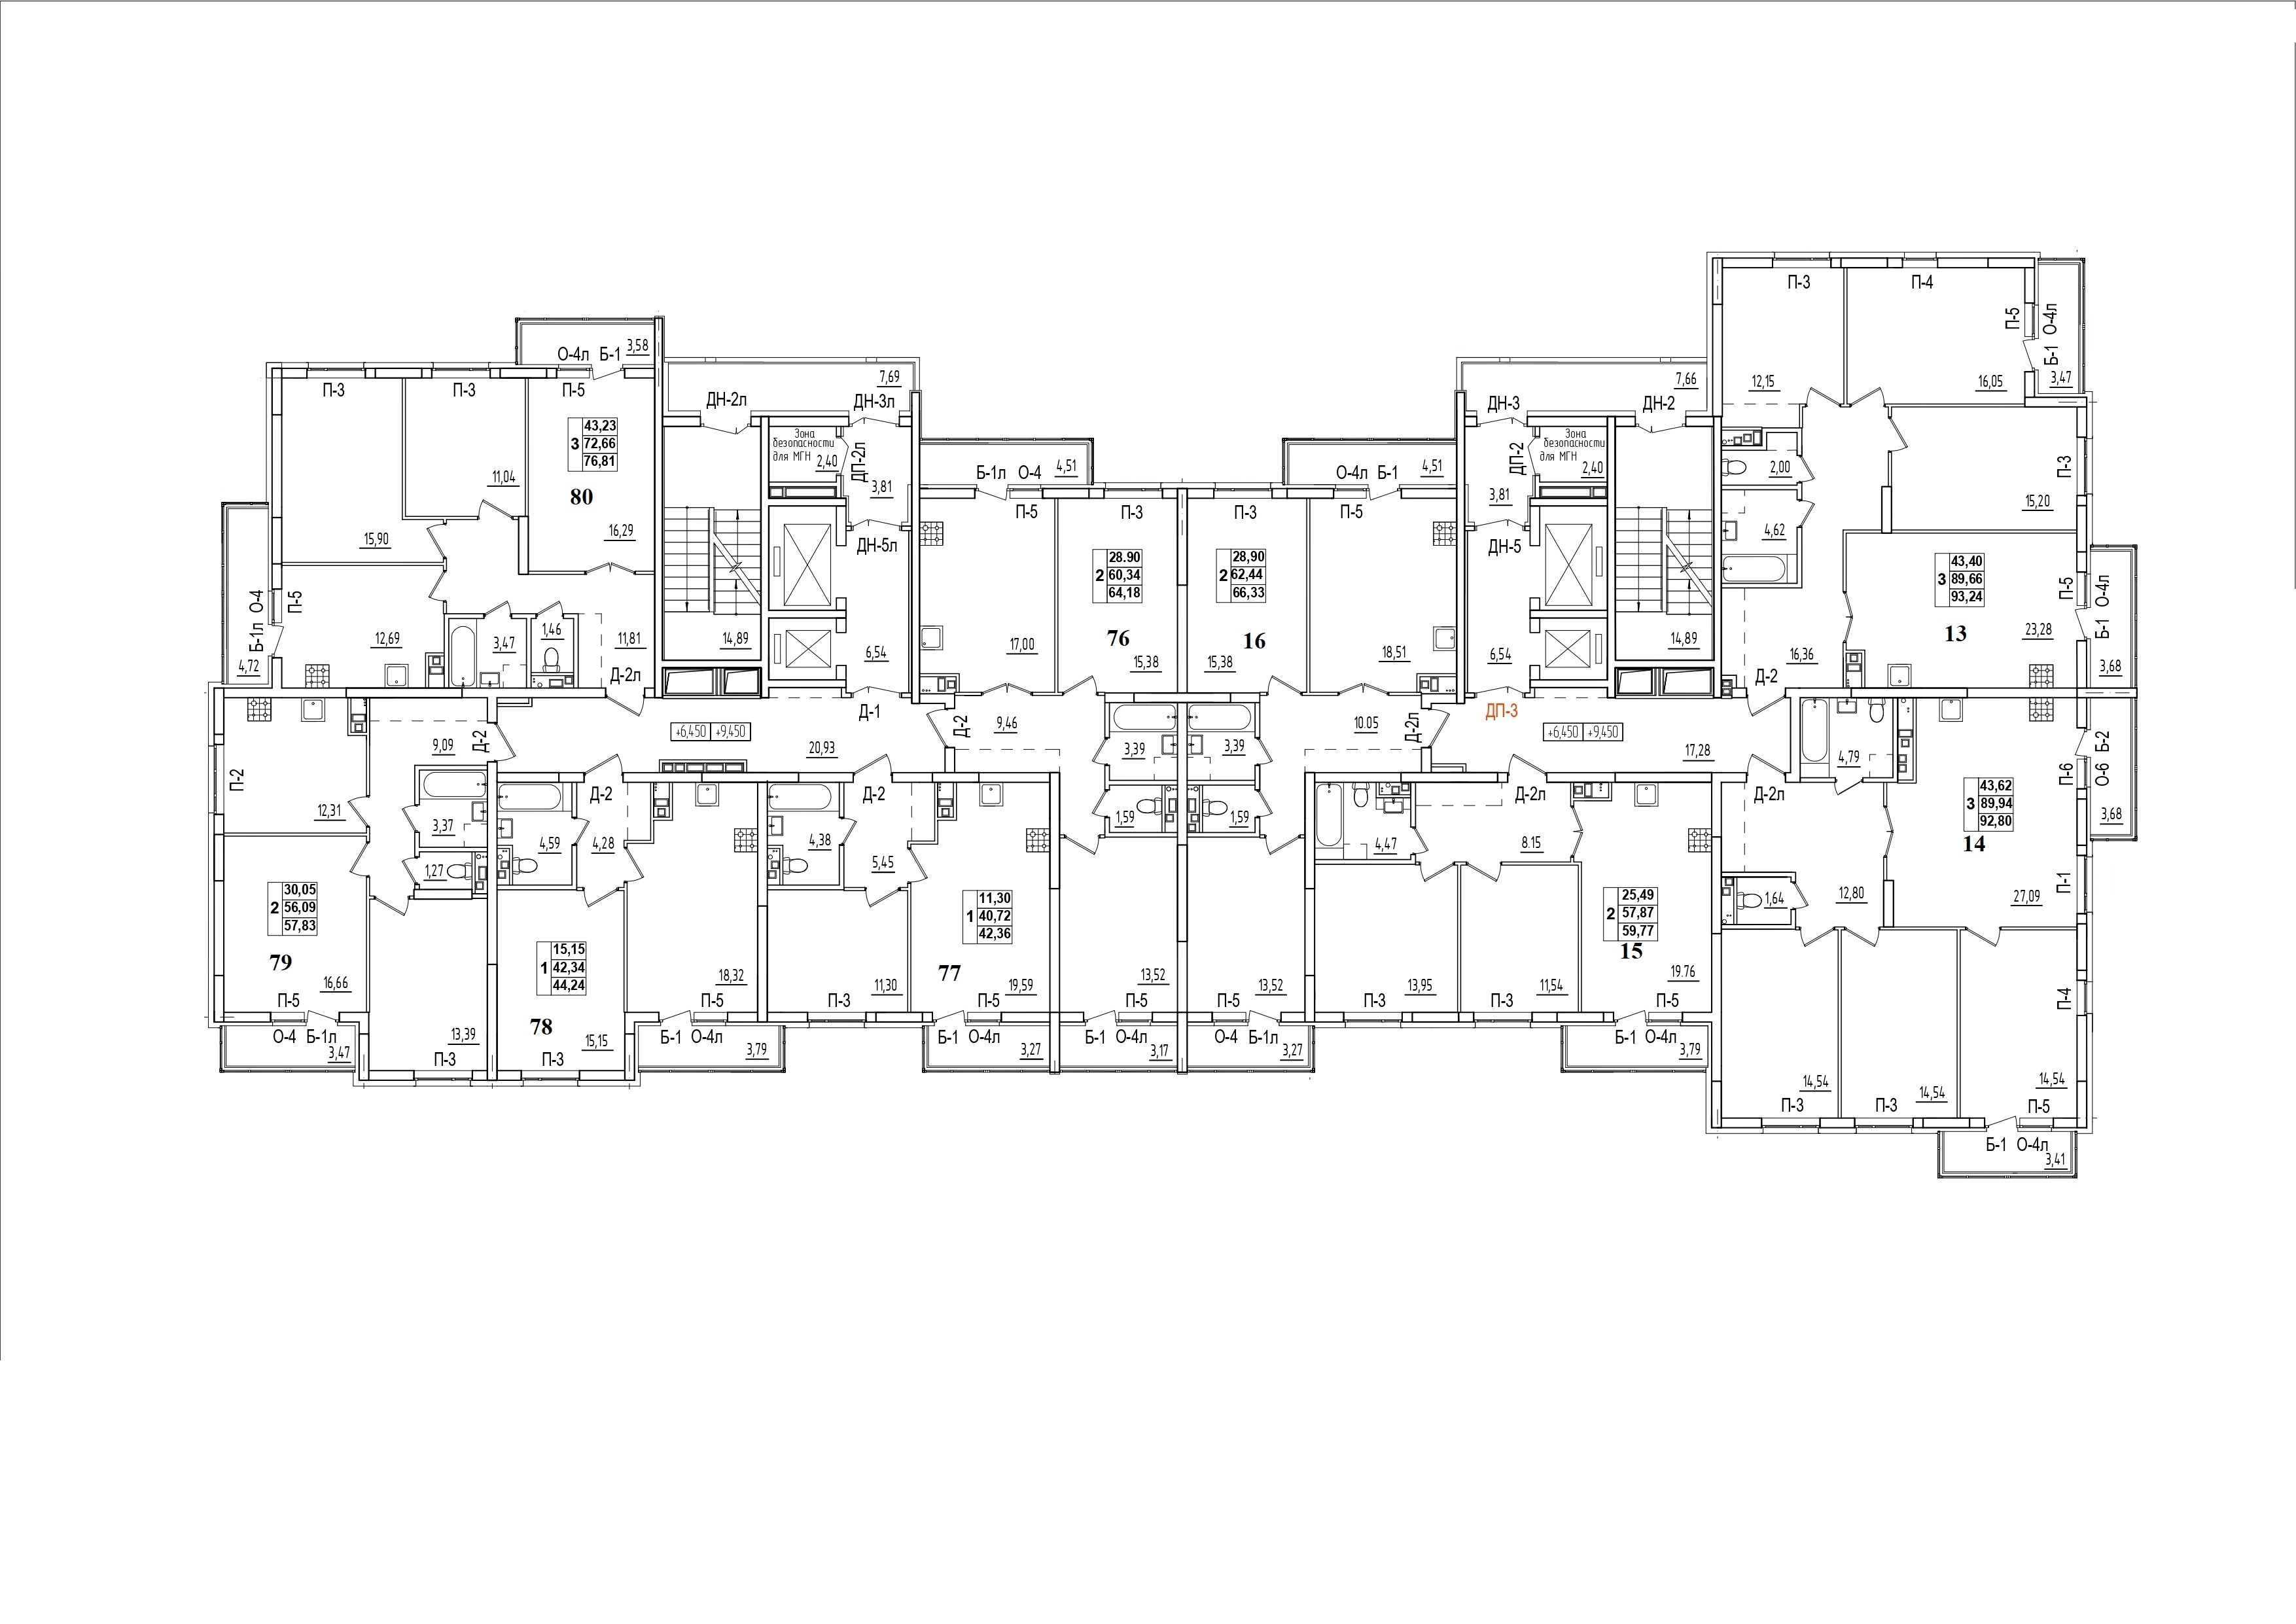 О-4л Б-1 3,58
П-3
П-3
П-5
43,23
3 72,66
76,81
80
11,04
15,90
16,29
Б-1л О-4
П-5
4,72
12,69
3,47
1,46
11,81
Д-2л
14,89
7,69
ДН-2л
ДН-3л
Зона
безопасности
для МГН
2,40
ДП-2л
3,81
ДН-5л
6,54
Д-1
Б-1л О-4 4,51
П-5
П-3
28.90
2 60,34
64,18
76
17,00
15,38
Д-2
9,46
3,39
1,59
13,52
П-5
Б-1 О-4л
3,17
О-4л Б-1 4,51
П-3
П-5
28,90
2 62,44
66,33
16
15,38
18,51
10.05
Д-2л
3,39
1,59
13,52
П-5
О-4 Б-1л
3,27
7,66
ДН-3
ДН-2
ДП-2
Зона
безопасности
для МГН
2,40
3,81
ДН-5
6,54
14,89
ДП-3
+6,450 +9,450
17,28
П-3
П-4
П-5
Б-1 О-4л
3,47
12,15
16,05
2,00
П-3
15,20
4,62
43,40
3 89,66
93,24
13
П-5
Б-1 О-4л
23,28
3,68
16,36
Д-2
9,09
Д-2
П-2
12,31
3,37
1,27
30,05
2 56,09
57,83
79
16,66
П-5
О-4 Б-1л
3,47
13,39
П-3
+6,450 +9,450
20,93
Д-2
4,59
4,28
15,15
1 42,34
44,24
78
15,15
П-3
18,32
П-5
Б-1 О-4л
3,79
Д-2
4,38
5,45
11,30
П-3
11,30
1 40,72
42,36
77
19,59
П-5
Б-1 О-4л
3,27
4,47
Д-2л
8.15
13,95
П-3
11,54
П-3
25,49
2 57,87
59,77
15
19.76
П-5
Б-1 О-4л
3,79
Д-2л
4,79
П-6
О-6 Б-2
3,68
43,62
3 89,94
92,80
14
1,64
12,80
27,09
П-1
П-4
14,54
П-3
14,54
П-3
14,54
П-5
Б-1 О-4л
3,41